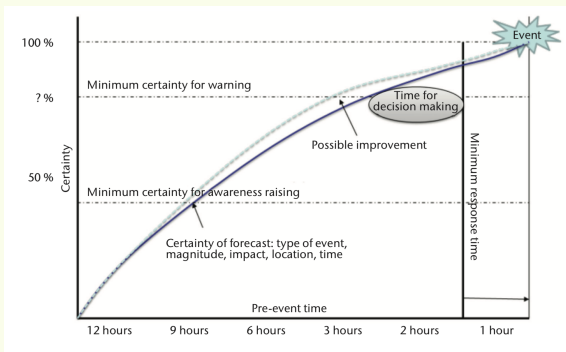 Event
100 %
Minimum certainty for warning
? %
Time for
decision making
Possible improvement
50 %
Certainty
Minimum certainty for awareness raising
Minimum response time
Certainty of forecast: type of event,
magnitude, impact, location, time
Pre-event time
12 hours
9 hours
6 hours
3 hours
2 hours
1 hour